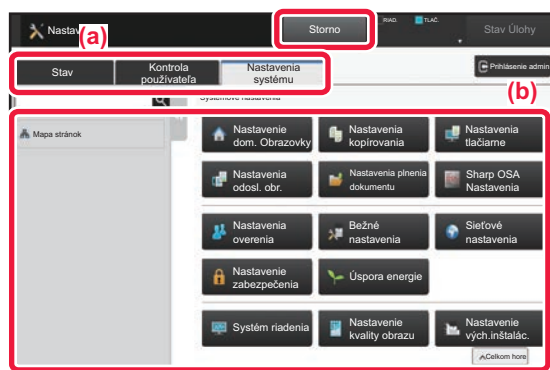 Nastav
(a)
Storno
RIAD.
TLAČ.
Stav Úlohy
Stav
Kontrola
používateľa
Nastavenia
systému
Prihlásenie admin
(b)
Systémové nastavenia
Mapa stránok
Nastavenie
dom. Obrazovky
Nastavenia
kopírovania
Nastavenia
tlačiarne
Nastavenia
odosl. obr.
Nastavenia plnenia
dokumentu
Sharp OSA
Nastavenia
Nastavenia
overenia
Bežné
nastavenia
Sieťové
nastavenia
Nastavenie
zabezpečenia
Úspora energie
Systém riadenia
Nastavenie
kvality obrazu
Nastavenie
vých.inštalác.
Celkom hore